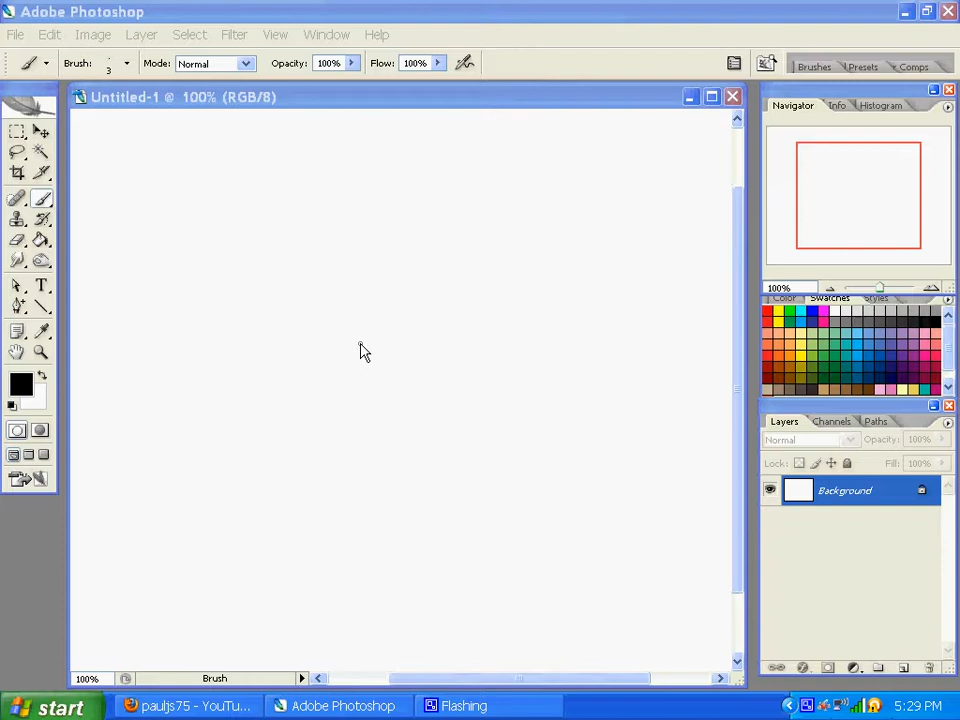 Adobe Photoshop
File Edit Image Layer Select Filter View Window Help
Brush: 3 Mode: Normal Opacity: 100% Flow: 100% Brushes Presets Comps
Untitled-1 @ 100% (RGB/8)
Navigator Info Histogram
100%
Color Swatches Styles
Layers Channels Paths
Normal Opacity: 100%
Lock: Fill: 100%
Background
T
100% Brush
start pauljs75 - YouTu... Adobe Photoshop Flashing 5:29 PM